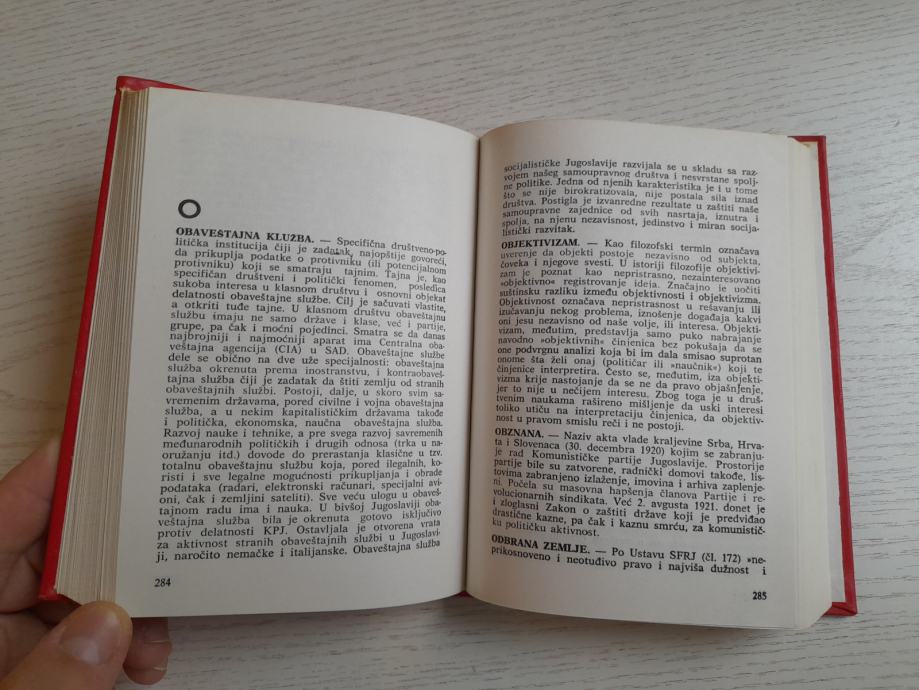 O
OBAVEŠTAJNA KLUŽBA. — Specifična društveno-po-
litička institucija čiji je zadatak, najopštije govoreći,
da prikuplja podatke o protivniku (ili potencijalnom
protivniku) koji se smatraju tajnim. Tajna je, kao
specifičan društveni i politički fenomen, posledica
sukoba interesa u klasnom društvu i osnovni objekat
delatnosti obaveštajne službe. Cilj je sačuvati vlastite,
a otkriti tuđe tajne. U klasnom društvu obaveštajnu
službu imaju ne samo države i klase, već i partije,
grupe, pa čak i moćni pojedinci. Smatra se da danas
najbrojniji i najmoćniji aparat ima Centralna oba-
veštajna agencija (CIA) u SAD. Obaveštajne službe
dele se obično na dve uže specijalnosti: obaveštajna
služba okrenuta prema inostranstvu, i kontraobaveš-
tajna služba čiji je zadatak da štiti zemlju od stranih
obaveštajnih službi. Postoji, dalje, u skoro svim sa-
vremenim državama, pored civilne i vojna obaveštajna
služba, a u nekim kapitalističkim državama takođe
i politička, ekonomska, naučna obaveštajna služba.
Razvoj nauke i tehnike, a pre svega razvoj savremenih
međunarodnih političkih i drugih odnosa (trka u na-
oružanju itd.) dovode do prerastanja klasične u tzv.
totalnu obaveštajnu službu koja, pored ilegalnih, ko-
risti i sve legalne mogućnosti prikupljanja i obrade
podataka (radari, elektronski računari, specijalni avi-
oni, čak i zemljini sateliti). Sve veću ulogu u obaveš-
tajnom radu ima i nauka. U bivšoj Jugoslaviji oba-
veštajna služba bila je okrenuta gotovo isključivo
protiv delatnosti KPJ. Ostavljala je otvorena vrata
za aktivnost stranih obaveštajnih službi u Jugoslavi-
ji, naročito nemačke i italijanske. Obaveštajna služba
284
socijalističke Jugoslavije razvijala se u skladu sa raz-
vojem našeg samoupravnog društva i nesvrstane spolj-
ne politike. Jedna od njenih karakteristika je i u tome
što se nije birokratizovala, nije postala sila iznad
društva. Postigla je izvanredne rezultate u zaštiti naše
samoupravne zajednice od svih nasrtaja, iznutra i
spolja, na njenu nezavisnost, jedinstvo i miran socija-
listički razvitak.
OBJEKTIVIZAM. — Kao filozofski termin označava
uverenje da objekti postoje nezavisno od subjekta,
čoveka i njegove svesti. U istoriji filozofije objektivi-
zam je poznat kao nepristrasno, nezainteresovano
»objektivno« registrovanje ideja. Značajno je uočiti
suštinsku razliku između objektivnosti i objektivizma.
Objektivnost označava nepristrasnost u rešavanju ili
izučavanju nekog problema, iznošenje događaja kakvi
oni jesu nezavisno od naše volje, ili interesa. Objekti-
vizam, međutim, predstavlja samo puko nabrajanje
navodno »objektivnih« činjenica bez pokušaja da se
one podvrgnu analizi koja bi im dala smisao suprotan
onome šta želi onaj (političar ili »naučnik«) koji te
činjenice interpretira. Često se, međutim, iza objekti-
vizma krije nastojanje da se ne da pravo objašnjenje,
jer to nije u nečijem interesu. Zbog toga je u druš-
tvenim naukama rašireno mišljenje da uski interesi
toliko utiču na interpretaciju činjenica, da objektiv-
nost u pravom smislu reči i ne postoji.
OBZNANA. — Naziv akta vlade kraljevine Srba, Hrva-
ta i Slovenaca (30. decembra 1920) kojim se zabranju-
je rad Komunističke partije Jugoslavije. Prostorije
partije bile su zatvorene, radnički domovi takođe, lis-
tovima zabranjeno izlaženje, imovina i arhiva zaplenje-
ni. Počela su masovna hapšena članova Partije i re-
volucionarnih sindikata. Već 2. avgusta 1921. donet je
i zloglasni Zakon o zaštiti države koji je predviđao
drastične kazne, pa čak i kaznu smrću, za komunistič-
ku političku aktivnost.
ODBRANA ZEMLJE. — Po Ustavu SFRJ (čl. 172) »ne-
prikosnoveno i neotuđivo pravo i najviša dužnost i
285